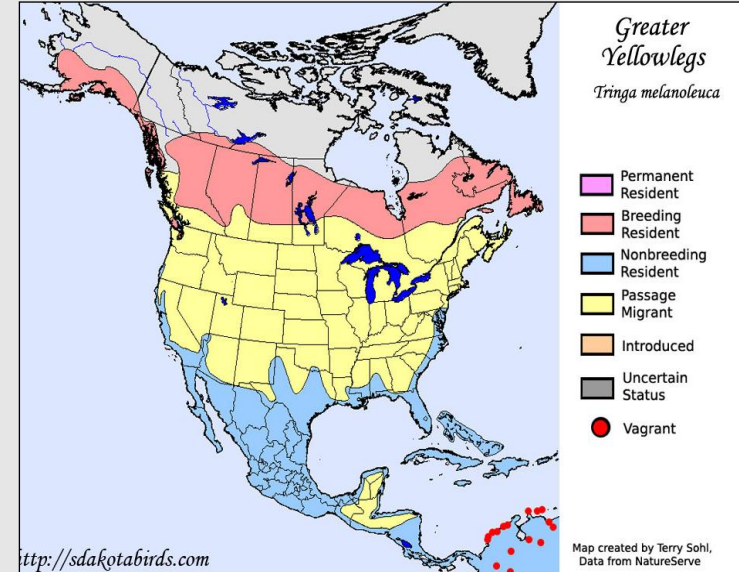 Greater
Yellowlegs
Tringa melanoleuca
Permanent
Resident
Breeding
Resident
Nonbreeding
Resident
Passage
Migrant
Introduced
Uncertain
Status
Vagrant
ttp://sdakotabirds.com
Map created by Terry Sohl,
Data from NatureServe